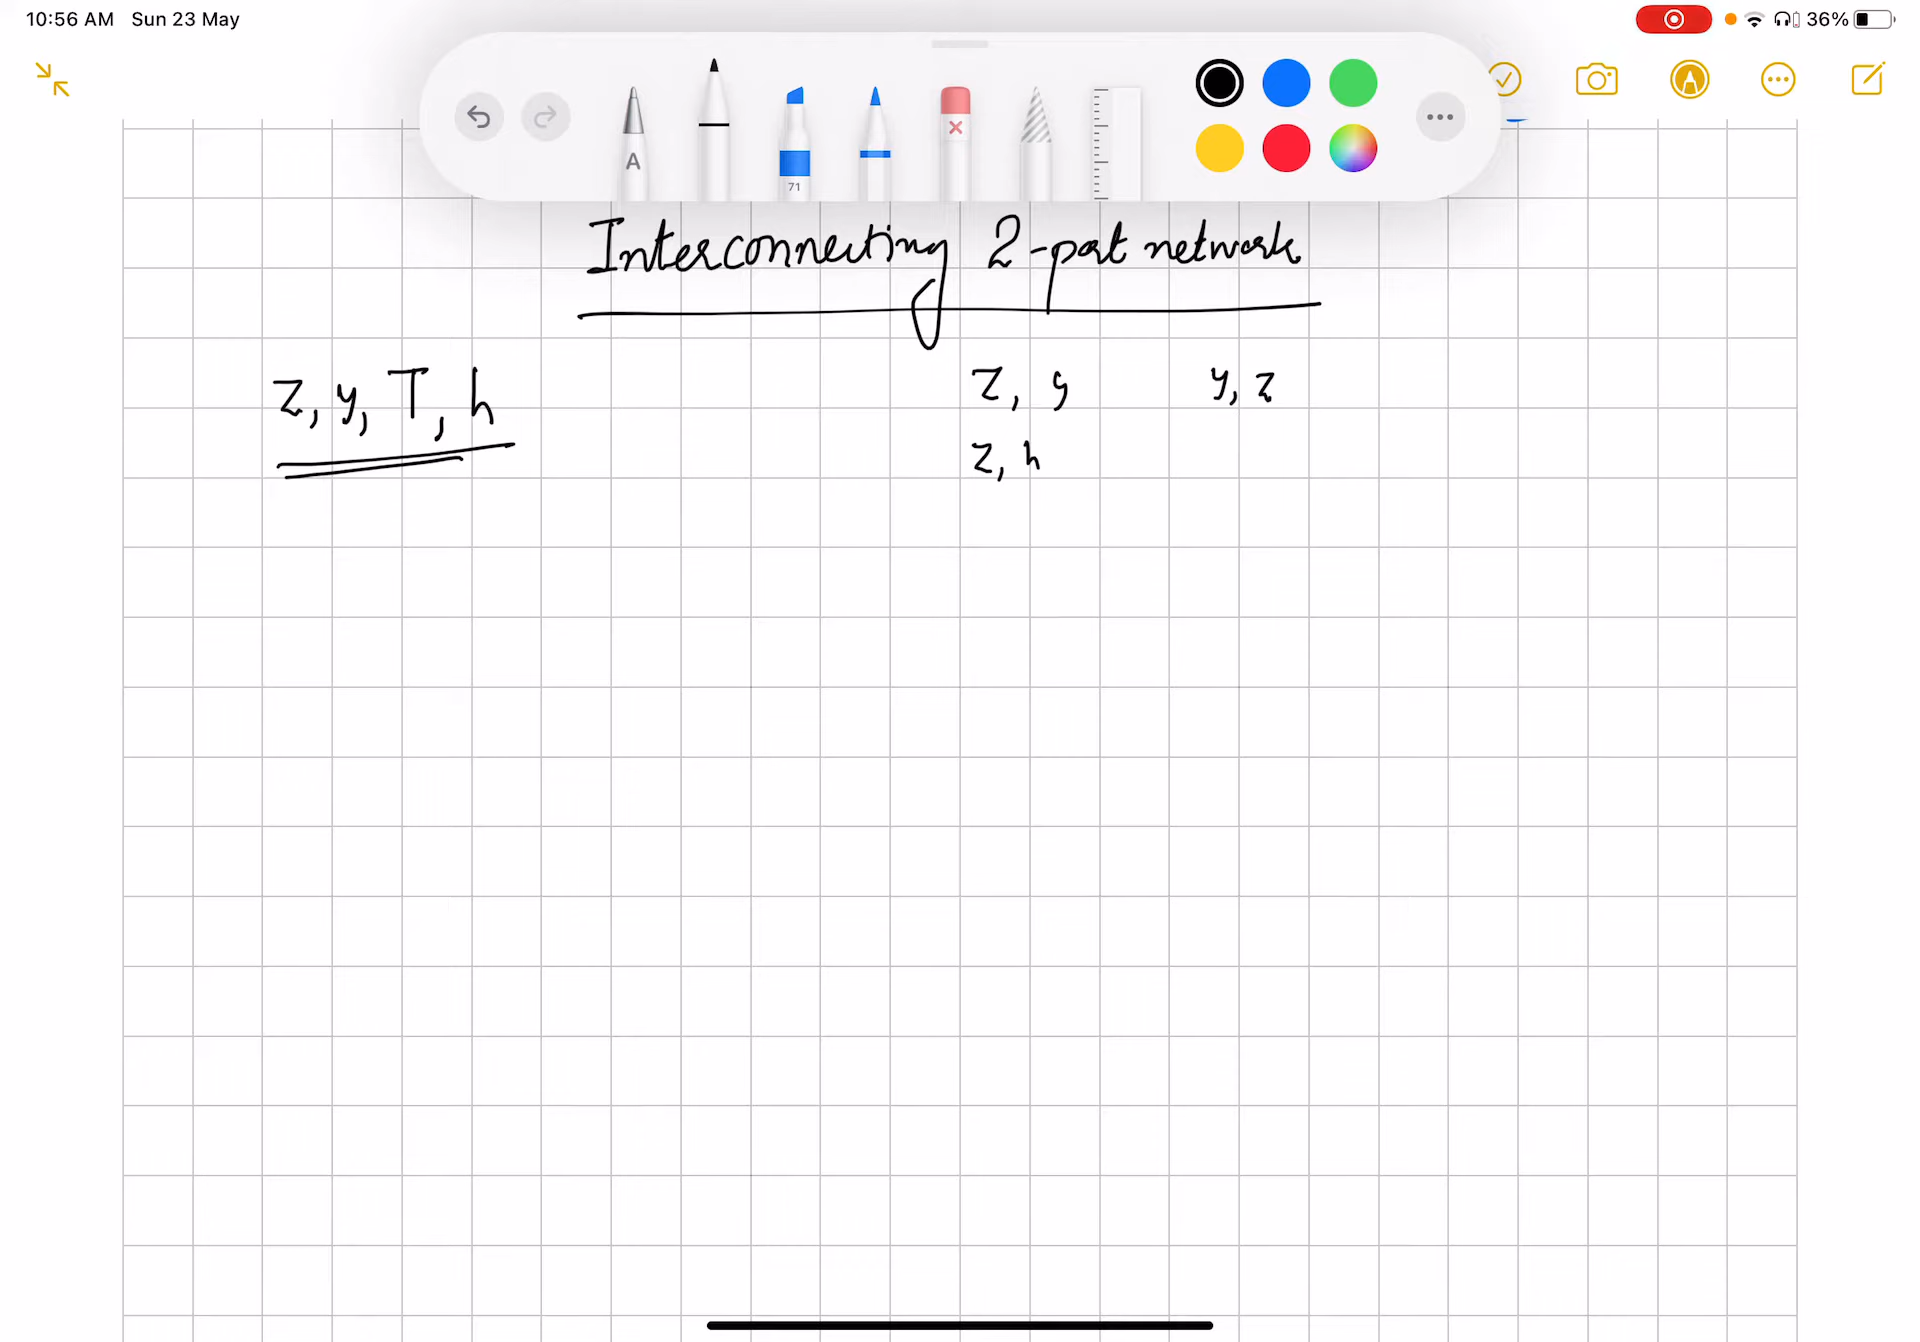 10:56 AM Sun 23 May
36%
A
71
Interconnecting 2-port network
z, y, T, h
z, y
y, z
z, h